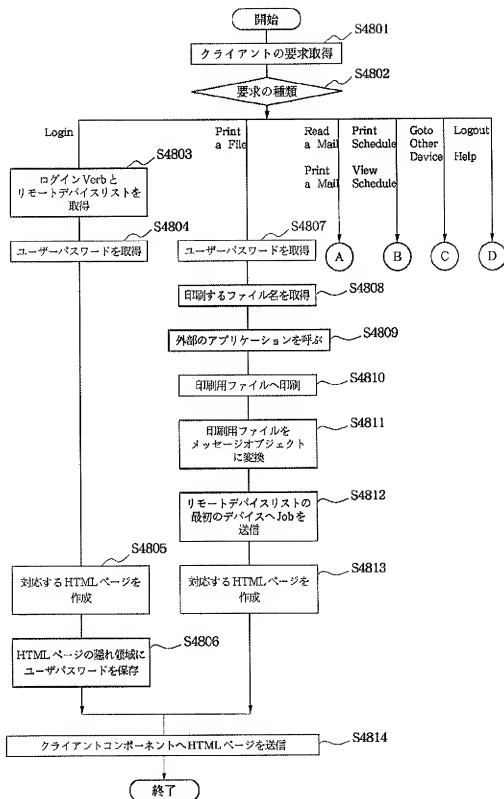 開始
S4801
クライアントの要求取得
S4802
要求の種類
Login
Print
a File
Read
a Mail
Print
a Mail
Print
Schedule
View
Schedule
Goto
Other
Device
Logout
Help
S4803
ログインVerbと
リモートデバイスリストを
取得
S4804
ユーザーパスワードを取得
S4807
ユーザーパスワードを取得
A
B
C
D
S4808
印刷するファイル名を取得
S4809
外部のアプリケーションを呼ぶ
S4810
印刷用ファイルへ印刷
S4811
印刷用ファイルを
メッセージオブジェクト
に変換
S4812
リモートデバイスリストの
最初のデバイスへJobを
送信
S4805
対応するHTMLページを
作成
S4813
対応するHTMLページを
作成
S4806
HTMLページの隠れ領域に
ユーザパスワードを保存
S4814
クライアントコンポーネントへHTMLページを送信
終了